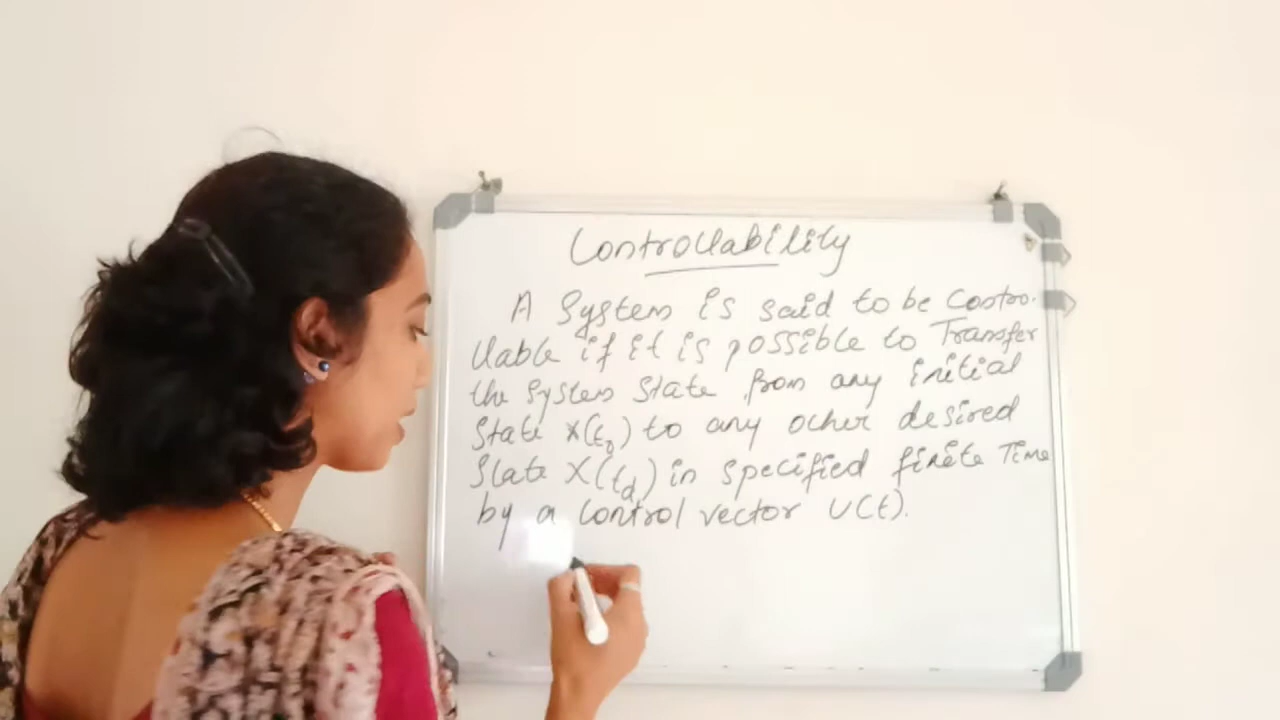 Controllability
A System is said to be Contro-
llable if it is possible to Transfer
the System State from any initial
State X(t₀) to any other desired
State X(t_d) in specified finite Time
by a control vector U(t).